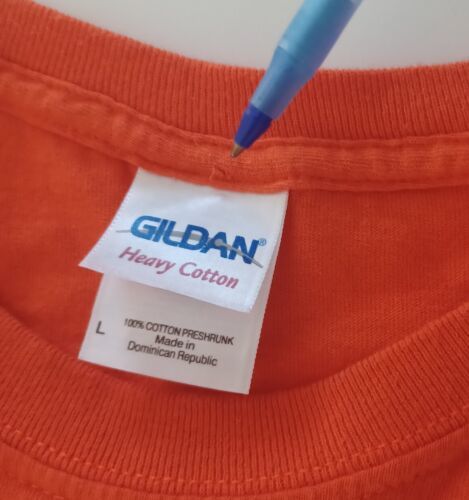 GILDAN®
Heavy Cotton
L
100% COTTON PRESHRUNK
Made in
Dominican Republic